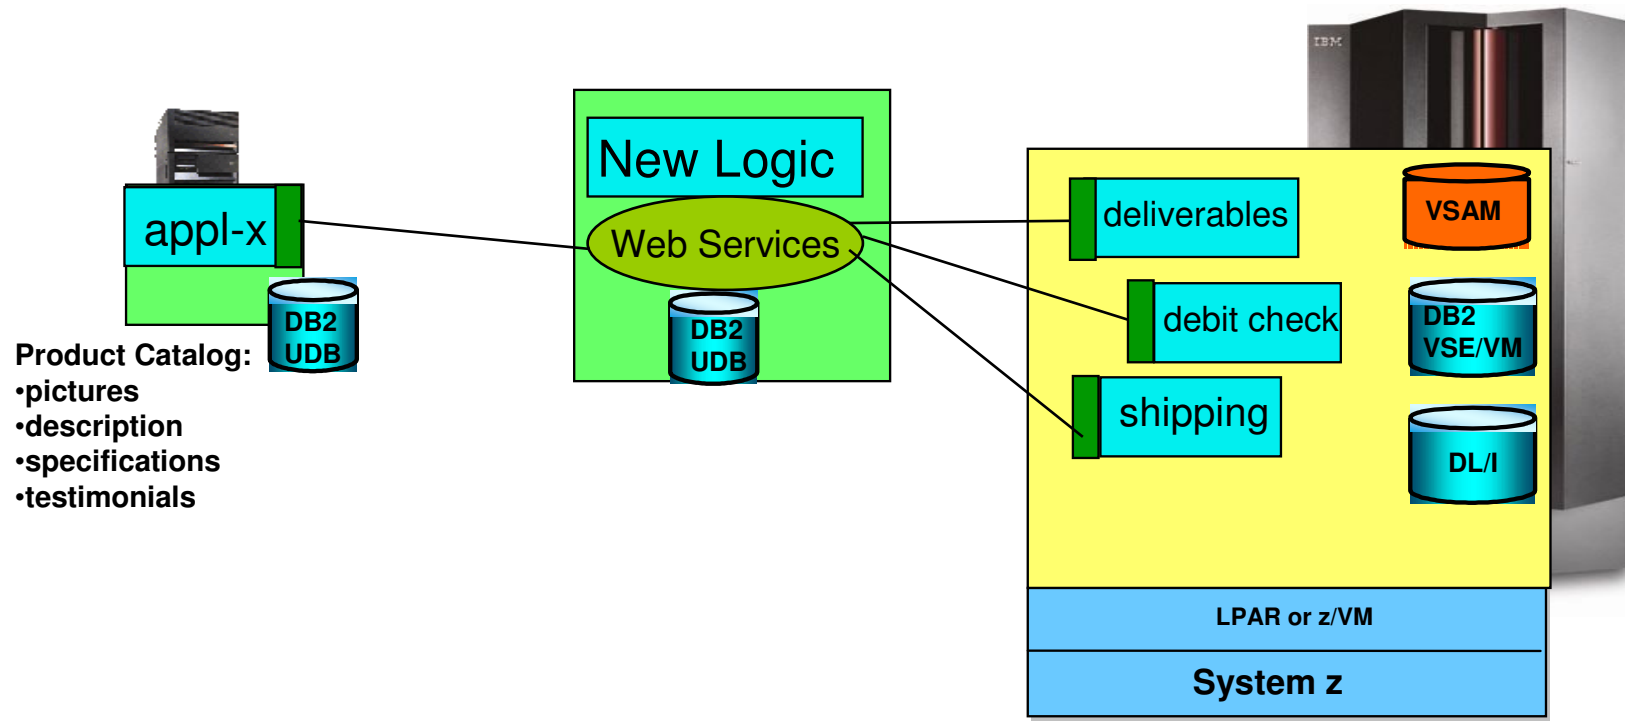 IBM
appl-x
DB2
UDB
Product Catalog:
•pictures
•description
•specifications
•testimonials
New Logic
Web Services
DB2
UDB
deliverables
debit check
shipping
VSAM
DB2
VSE/VM
DL/I
LPAR or z/VM
System z